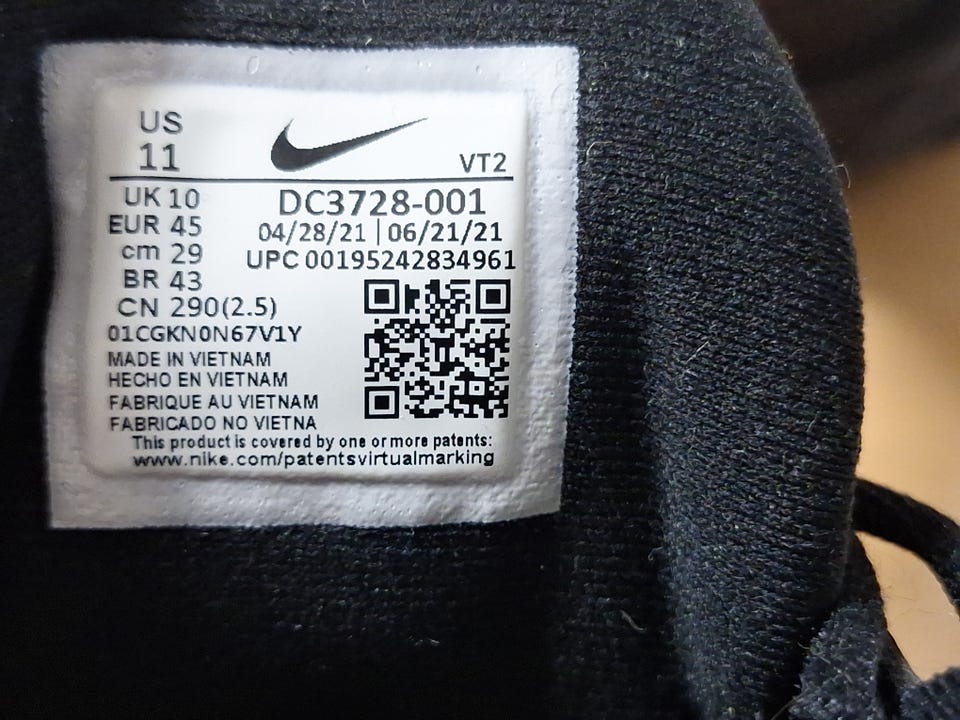 US
11
VT2
UK 10
EUR 45
cm 29
BR 43
CN 290(2.5)
DC3728-001
04/28/21 | 06/21/21
UPC 00195242834961
01CGKN0N67V1Y
MADE IN VIETNAM
HECHO EN VIETNAM
FABRIQUE AU VIETNAM
FABRICADO NO VIETNA
This product is covered by one or more patents:
www.nike.com/patentsvirtualmarking